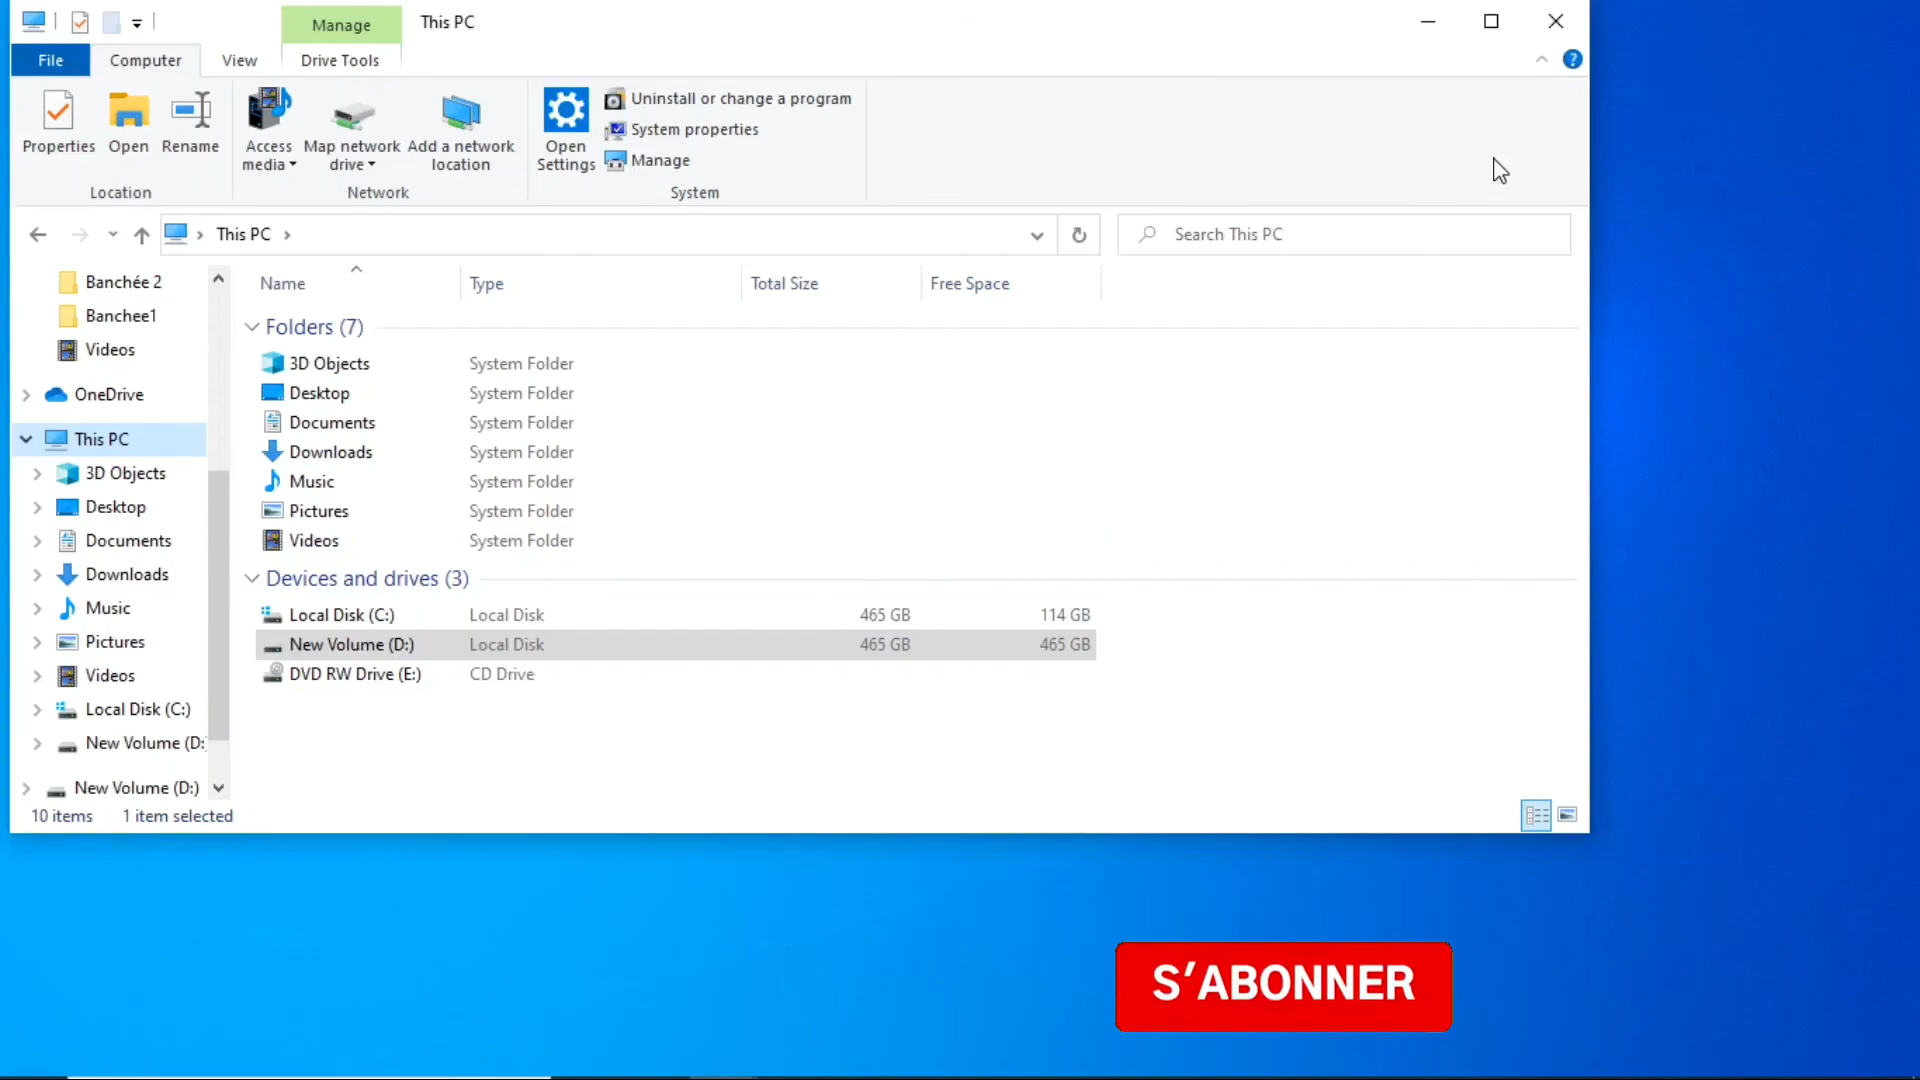 Manage
This PC
File
Computer
View
Drive Tools
Properties
Open
Rename
Access media
Map network drive
Add a network location
Open Settings
Uninstall or change a program
System properties
Manage
Location
Network
System
This PC
Search This PC
Banchée 2
Banchee1
Videos
OneDrive
This PC
3D Objects
Desktop
Documents
Downloads
Music
Pictures
Videos
Local Disk (C:)
New Volume (D:
New Volume (D:)
Name Type Total Size Free Space
Folders (7)
3D Objects System Folder
Desktop System Folder
Documents System Folder
Downloads System Folder
Music System Folder
Pictures System Folder
Videos System Folder
Devices and drives (3)
Local Disk (C:) Local Disk 465 GB 114 GB
New Volume (D:) Local Disk 465 GB 465 GB
DVD RW Drive (E:) CD Drive
10 items 1 item selected
S'ABONNER